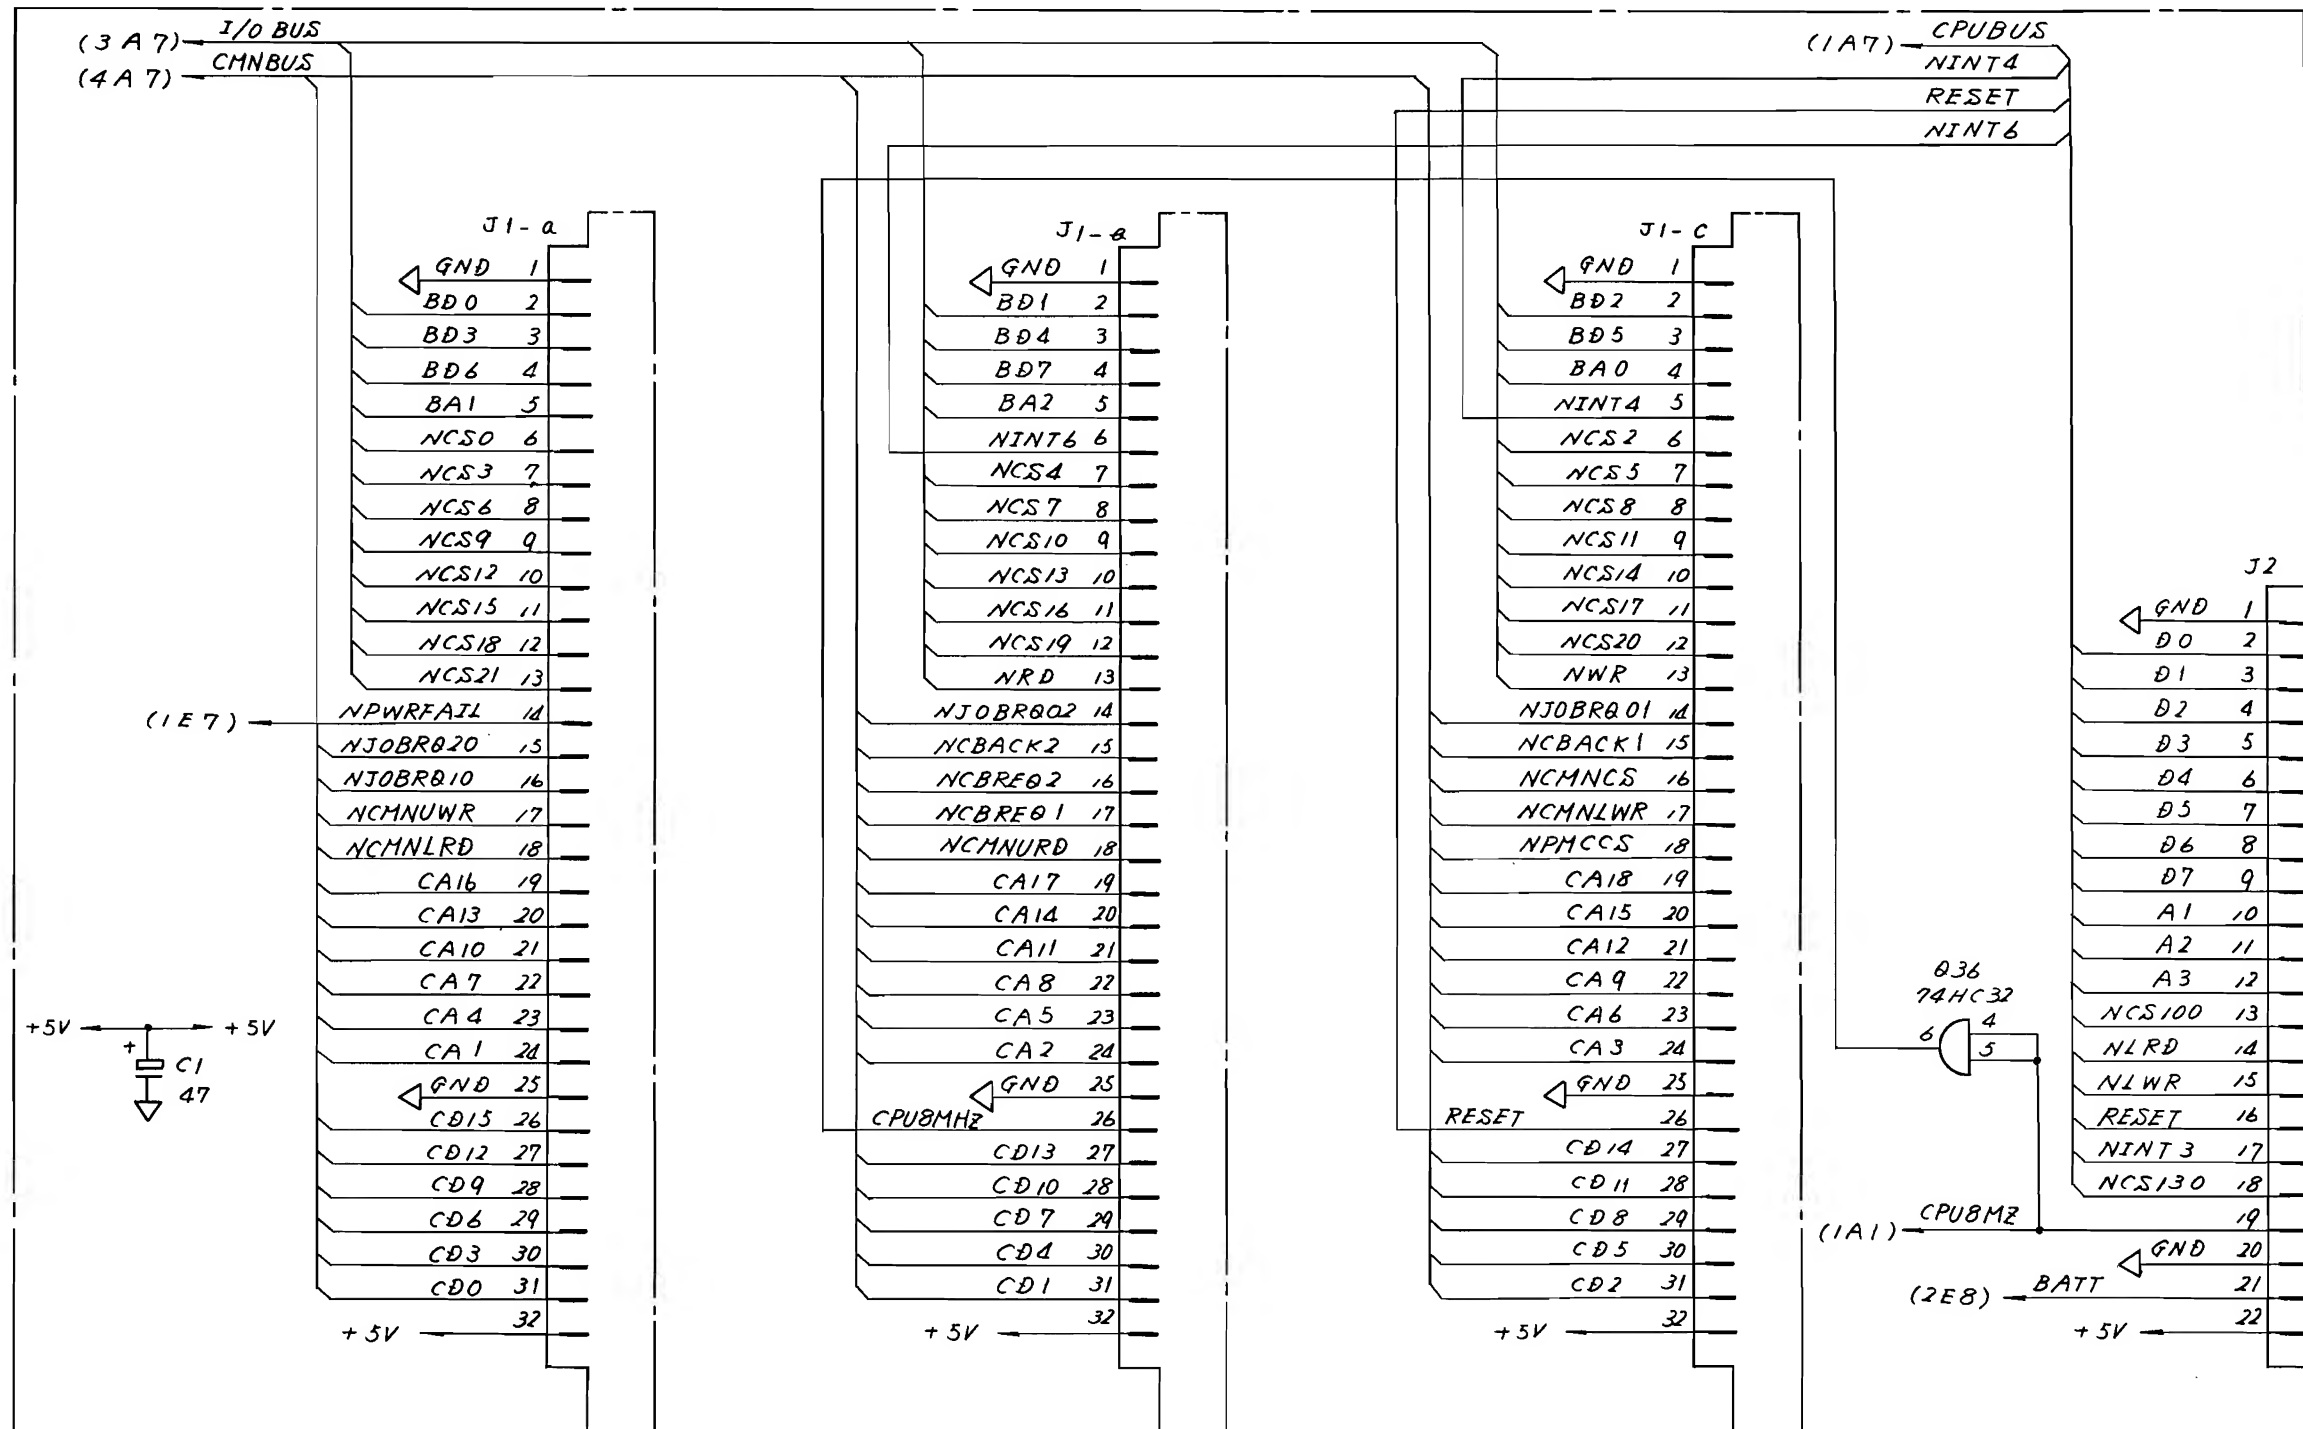 I/O BUS
(3A7)
CMNBUS
(4A7)
CPUBUS
(1A7)
NINT4
RESET
NINT6
J1-a
GND 1
BD0 2
BD3 3
BD6 4
BA1 5
NCS0 6
NCS3 7
NCS6 8
NCS9 9
NCS12 10
NCS15 11
NCS18 12
NCS21 13
(1E7) NPWRFAIL 14
NJOBRQ20 15
NJOBRQ10 16
NCMNUWR 17
NCMNLRD 18
CA16 19
CA13 20
CA10 21
CA7 22
CA4 23
CA1 24
GND 25
CD15 26
CD12 27
CD9 28
CD6 29
CD3 30
CD0 31
32
+5V
+5V +5V
+
C1
47
J1-B
GND 1
BD1 2
BD4 3
BD7 4
BA2 5
NINT6 6
NCS4 7
NCS7 8
NCS10 9
NCS13 10
NCS16 11
NCS19 12
NRD 13
NJOBRQ02 14
NCBACK2 15
NCBREQ2 16
NCBREQ1 17
NCMNURD 18
CA17 19
CA14 20
CA11 21
CA8 22
CA5 23
CA2 24
GND 25
CPU8MHZ 26
CD13 27
CD10 28
CD7 29
CD4 30
CD1 31
32
+5V
J1-C
GND 1
BD2 2
BD5 3
BA0 4
NINT4 5
NCS2 6
NCS5 7
NCS8 8
NCS11 9
NCS14 10
NCS17 11
NCS20 12
NWR 13
NJOBRQ01 14
NCBACK1 15
NCMNCS 16
NCMNLWR 17
NPMCCS 18
CA18 19
CA15 20
CA12 21
CA9 22
CA6 23
CA3 24
GND 25
RESET 26
CD14 27
CD11 28
CD8 29
CD5 30
CD2 31
32
+5V
Q36
74HC32
6 4
5
J2
GND 1
D0 2
D1 3
D2 4
D3 5
D4 6
D5 7
D6 8
D7 9
A1 10
A2 11
A3 12
NCS100 13
NLRD 14
NLWR 15
RESET 16
NINT3 17
NCS130 18
(1A1) CPU8MZ 19
GND 20
(2E8) BATT 21
22
+5V